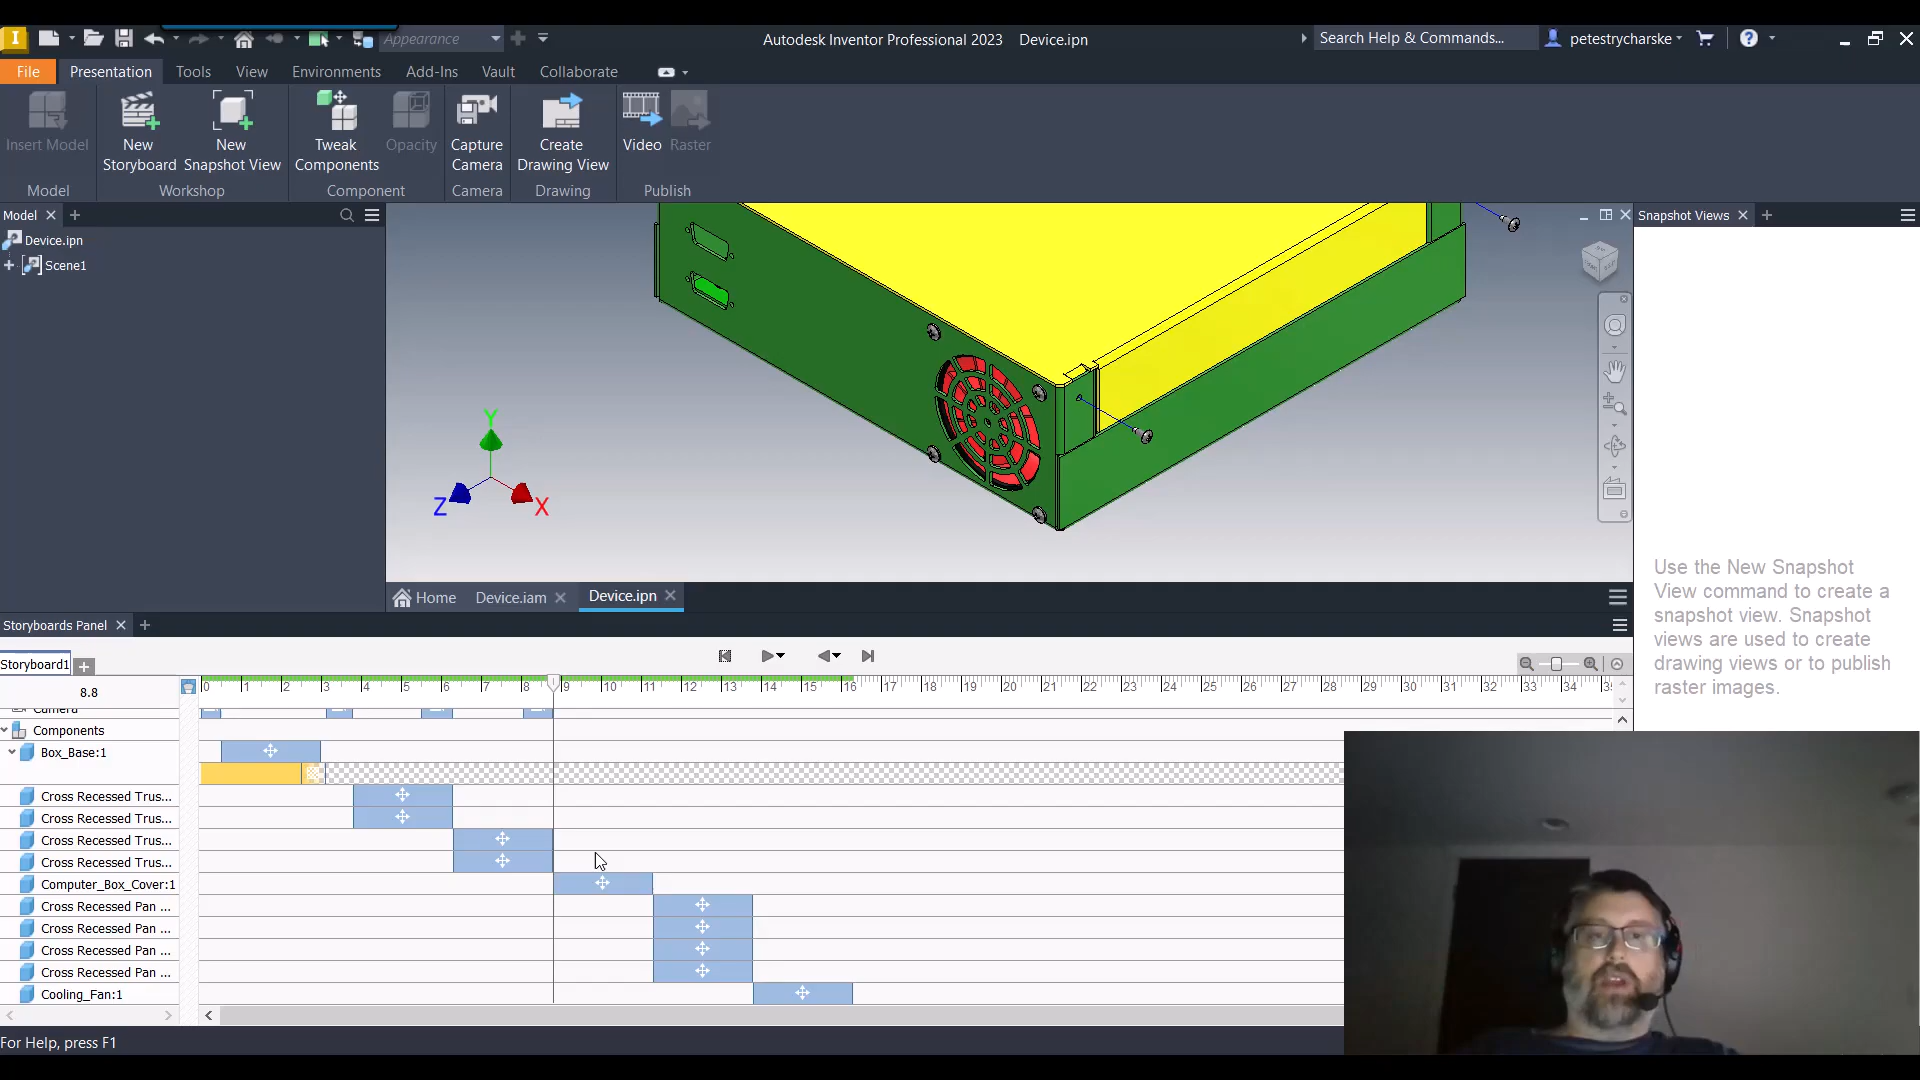 I
Appearance
Autodesk Inventor Professional 2023 Device.ipn
Search Help & Commands...
petestrycharske
File
Presentation
Tools
View
Environments
Add-Ins
Vault
Collaborate
Insert Model
New
Storyboard
New
Snapshot View
Tweak
Components
Opacity
Capture
Camera
Create
Drawing View
Video
Raster
Model
Workshop
Component
Camera
Drawing
Publish
Model
Snapshot Views
Device.ipn
Scene1
Y
Z
X
Use the New Snapshot
View command to create a
snapshot view. Snapshot
views are used to create
drawing views or to publish
raster images.
Home
Device.iam
Device.ipn
Storyboards Panel
Storyboard1
8.8
0 1 2 3 4 5 6 7 8 9 10 11 12 13 14 15 16 17 18 19 20 21 22 23 24 25 26 27 28 29 30 31 32 33 34
Camera
Components
Box_Base:1
Cross Recessed Trus...
Cross Recessed Trus...
Cross Recessed Trus...
Cross Recessed Trus...
Computer_Box_Cover:1
Cross Recessed Pan ...
Cross Recessed Pan ...
Cross Recessed Pan ...
Cross Recessed Pan ...
Cooling_Fan:1
For Help, press F1